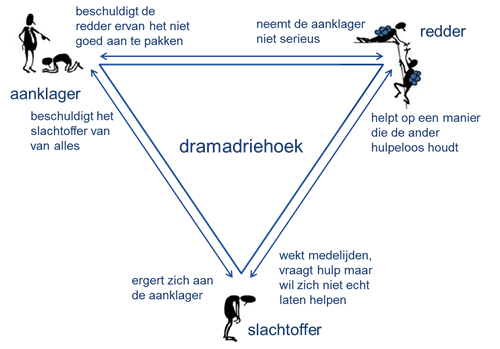 beschuldigt de
redder ervan het niet
goed aan te pakken
neemt de aanklager
niet serieus
redder
aanklager
beschuldigt het
slachtoffer van
van alles
helpt op een manier
die de ander
hulpeloos houdt
dramadriehoek
ergert zich aan
de aanklager
wekt medelijden,
vraagt hulp maar
wil zich niet echt
laten helpen
slachtoffer